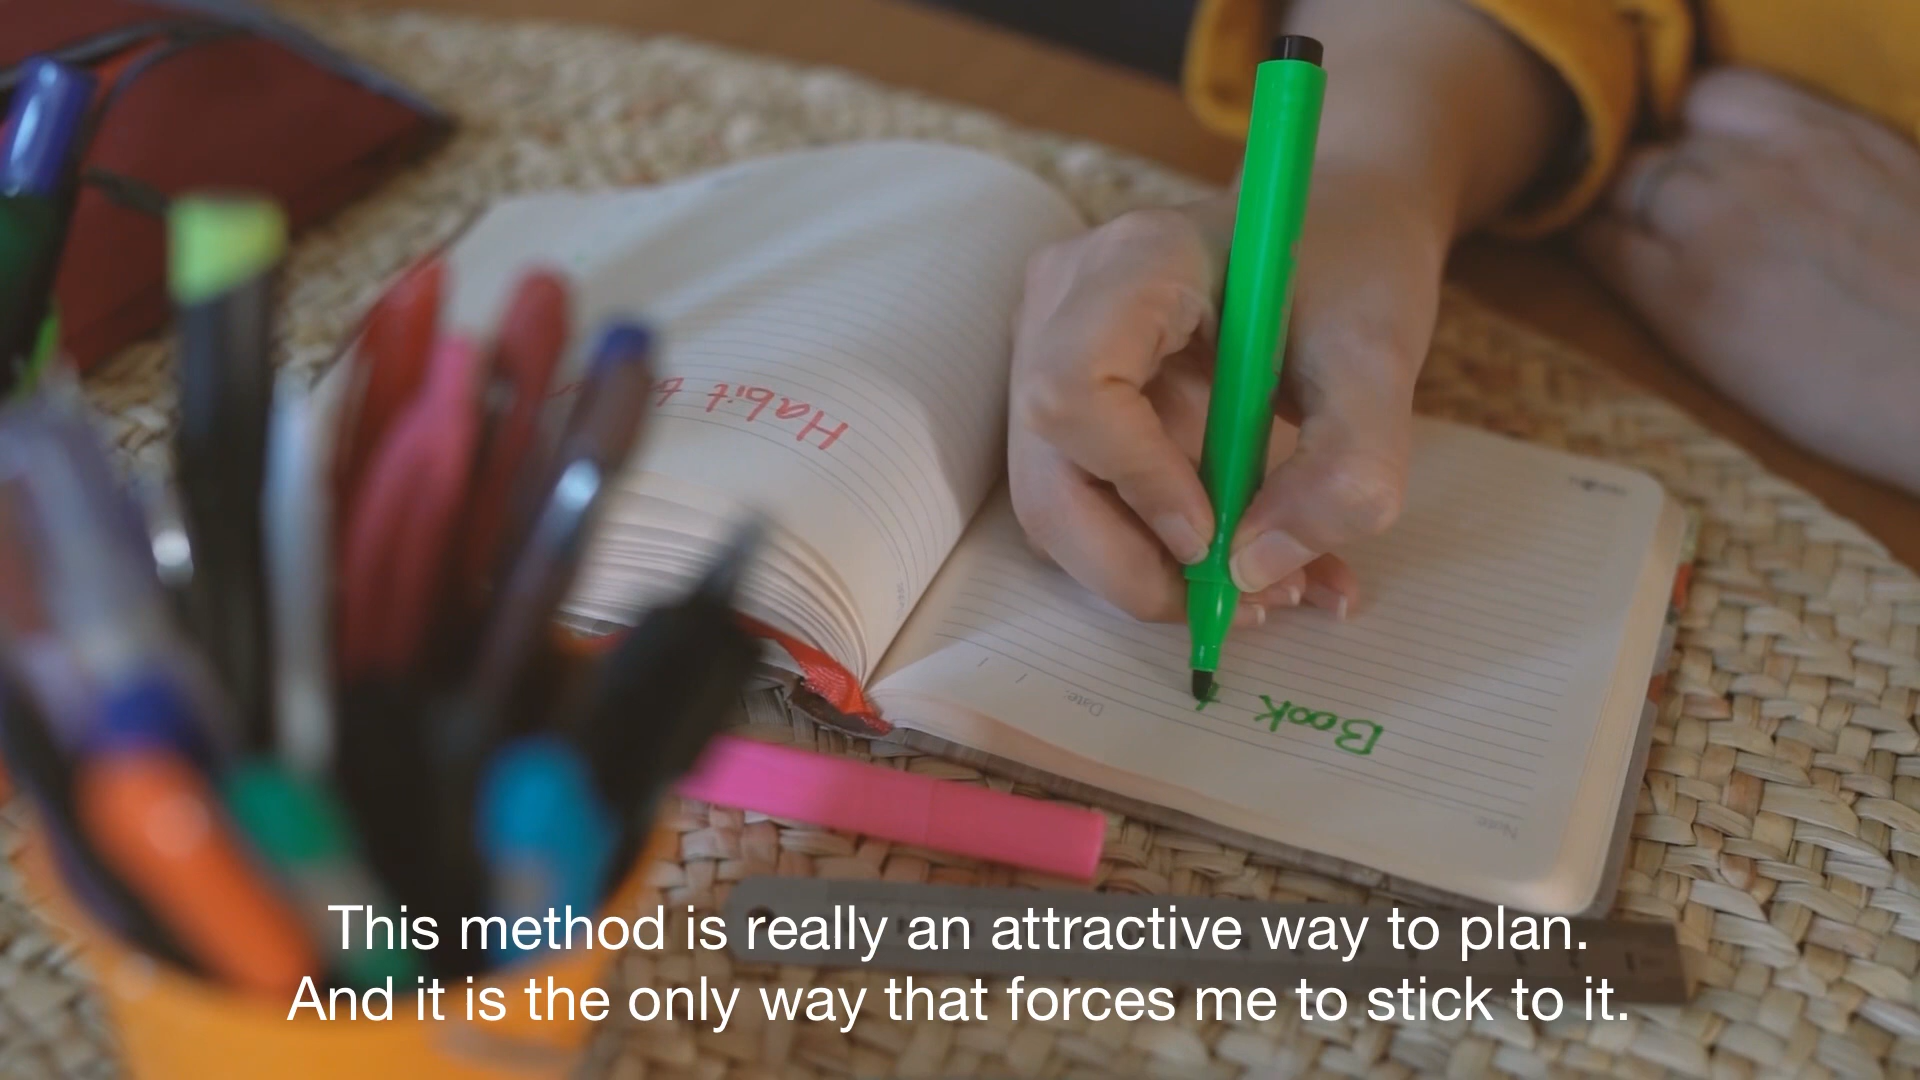 Habit t
Book t
Date:
Note:
This method is really an attractive way to plan.
And it is the only way that forces me to stick to it.